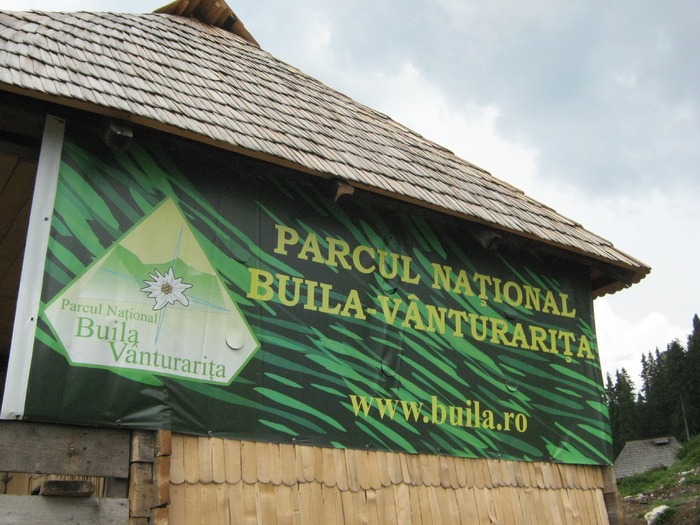 PARCUL NAȚIONAL
BUILA-VÂNTURARIȚA
www.buila.ro
Parcul Național
Buila
Vânturarița